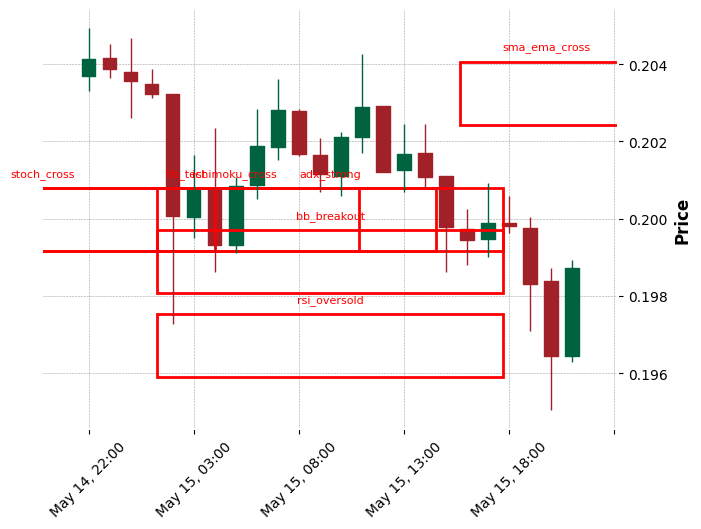 sma_ema_cross
0.204
0.202
stoch_cross
ichimoku_cross
adx_strong
bb_breakout
0.200
Price
0.198
rsi_oversold
0.196
May 14, 22:00
May 15, 03:00
May 15, 08:00
May 15, 13:00
May 15, 18:00